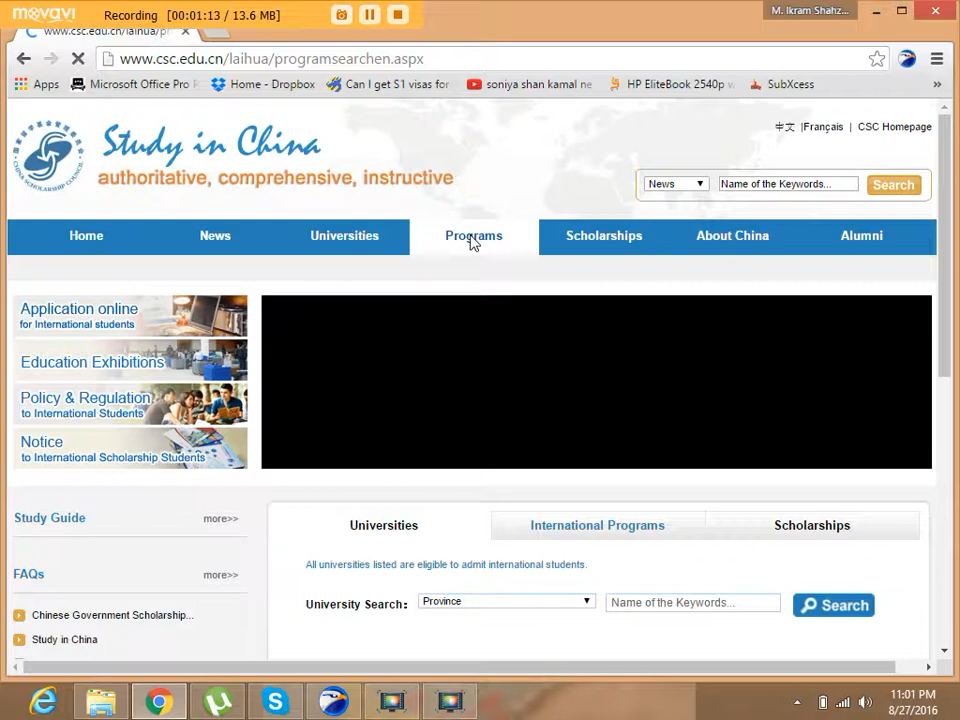 movavi
Recording [00:01:13 / 13.6 MB]
M. Ikram Shahz...
www.csc.edu.cn/laihua/pr
www.csc.edu.cn/laihua/programsearchen.aspx
Apps
Microsoft Office Pro
Home - Dropbox
Can I get S1 visas for
soniya shan kamal ne
HP EliteBook 2540p
SubXcess
»
中文 |Français | CSC Homepage
CHINA SCHOLARSHIP COUNCIL
Study in China
authoritative, comprehensive, instructive
News
Name of the Keywords...
Search
Home
News
Universities
Programs
Scholarships
About China
Alumni
Application online
for International students
Education Exhibitions
Policy & Regulation
to International Students
Notice
to International Scholarship Students
Study Guide
more>>
FAQs
more>>
Chinese Government Scholarship...
Study in China
Universities
International Programs
Scholarships
All universities listed are eligible to admit international students.
University Search:
Province
Name of the Keywords...
Search
11:01 PM
8/27/2016